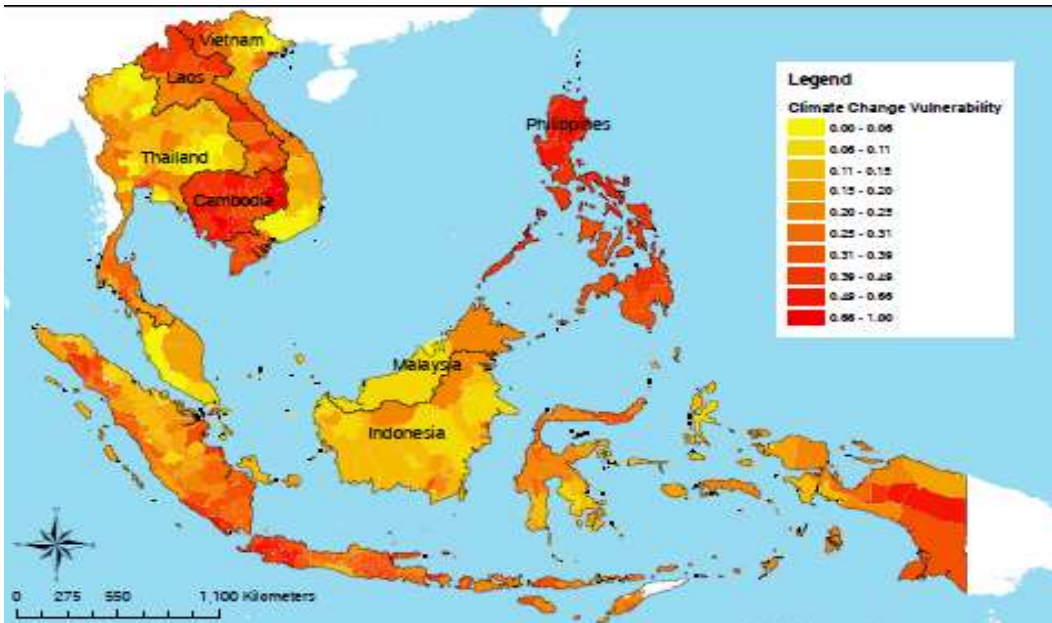 Vietnam
Laos
Thailand
Cambodia
Philippines
Malaysia
Indonesia
Legend
Climate Change Vulnerability
0.00 - 0.05
0.06 - 0.11
0.11 - 0.15
0.15 - 0.20
0.20 - 0.25
0.25 - 0.31
0.31 - 0.39
0.39 - 0.49
0.49 - 0.66
0.66 - 1.00
0 275 550 1,100 Kilometers